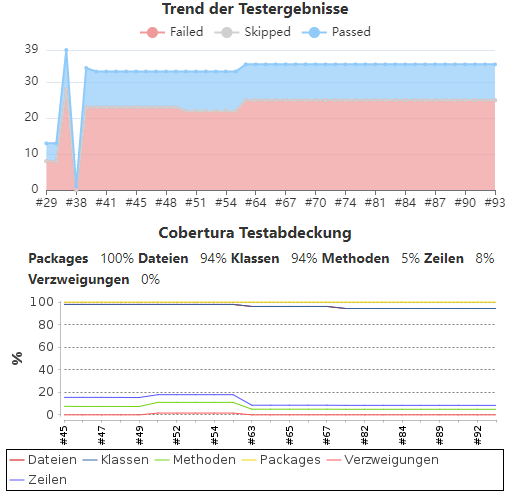 Trend der Testergebnisse
Failed Skipped Passed
39
30
20
10
0
#29 #38 #41 #45 #48 #51 #54 #64 #67 #70 #74 #81 #84 #87 #90 #93
Cobertura Testabdeckung
Packages 100% Dateien 94% Klassen 94% Methoden 5% Zeilen 8%
Verzweigungen 0%
100
80
60
40
20
0
%
#45 #47 #49 #52 #54 #63 #65 #67 #82 #84 #89 #92
Dateien Klassen Methoden Packages Verzweigungen
Zeilen